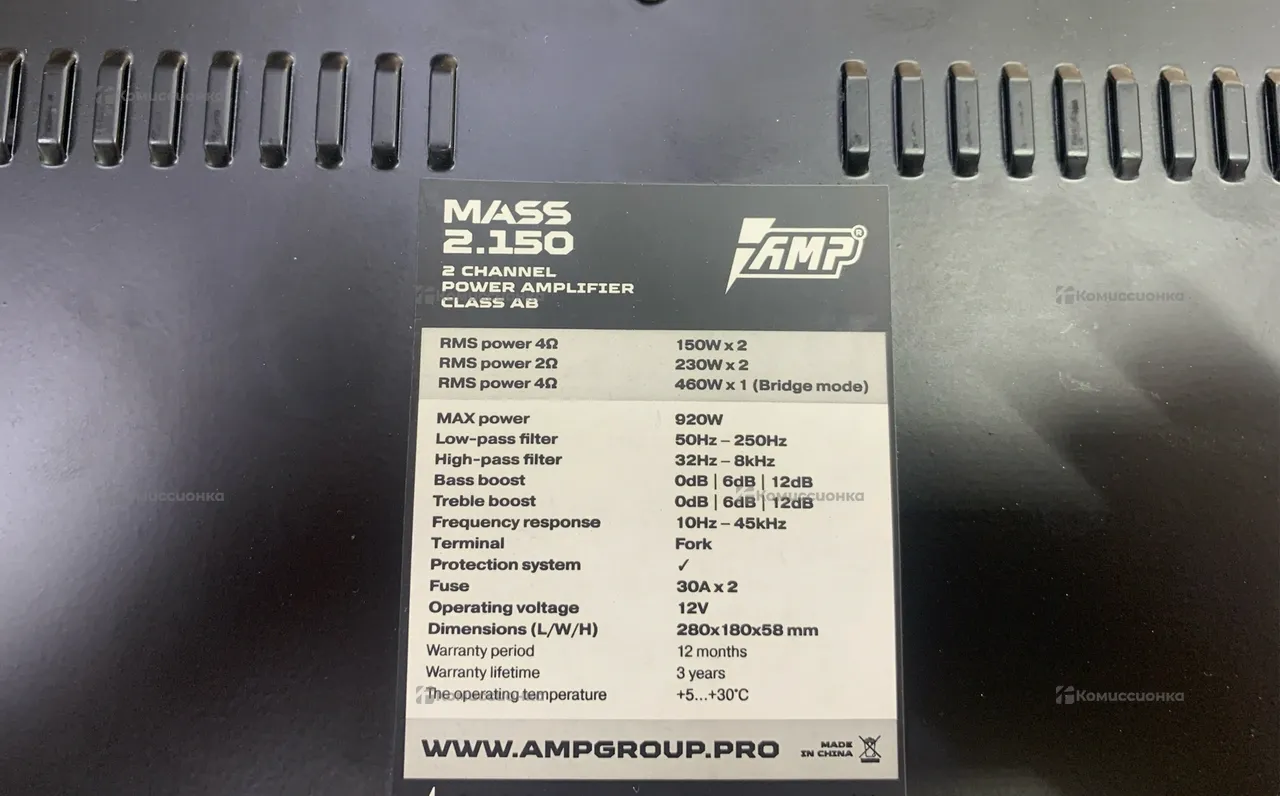 MASS
2.150
2 CHANNEL
POWER AMPLIFIER
CLASS AB
AMP®
RMS power 4Ω 150W x 2
RMS power 2Ω 230W x 2
RMS power 4Ω 460W x 1 (Bridge mode)
MAX power 920W
Low-pass filter 50Hz – 250Hz
High-pass filter 32Hz – 8kHz
Bass boost 0dB | 6dB | 12dB
Treble boost 0dB | 6dB | 12dB
Frequency response 10Hz – 45kHz
Terminal Fork
Protection system ✓
Fuse 30A x 2
Operating voltage 12V
Dimensions (L/W/H) 280x180x58 mm
Warranty period 12 months
Warranty lifetime 3 years
The operating temperature +5...+30°C
WWW.AMPGROUP.PRO
MADE
IN CHINA
Комиссионка
Комиссионка
Комиссионка
Комиссионка
Комиссионка
Комиссионка
Комиссионка